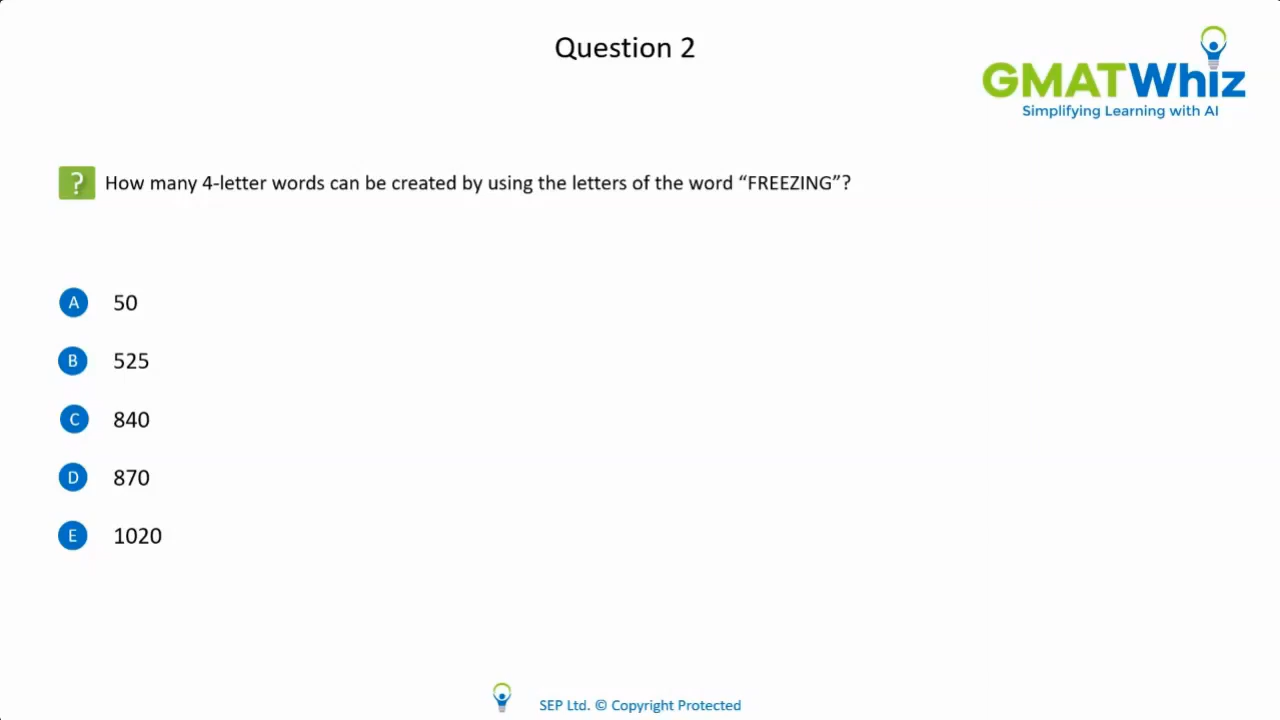 Question 2
GMATWhiz
Simplifying Learning with AI
? How many 4-letter words can be created by using the letters of the word “FREEZING”?
A 50
B 525
C 840
D 870
E 1020
SEP Ltd. © Copyright Protected